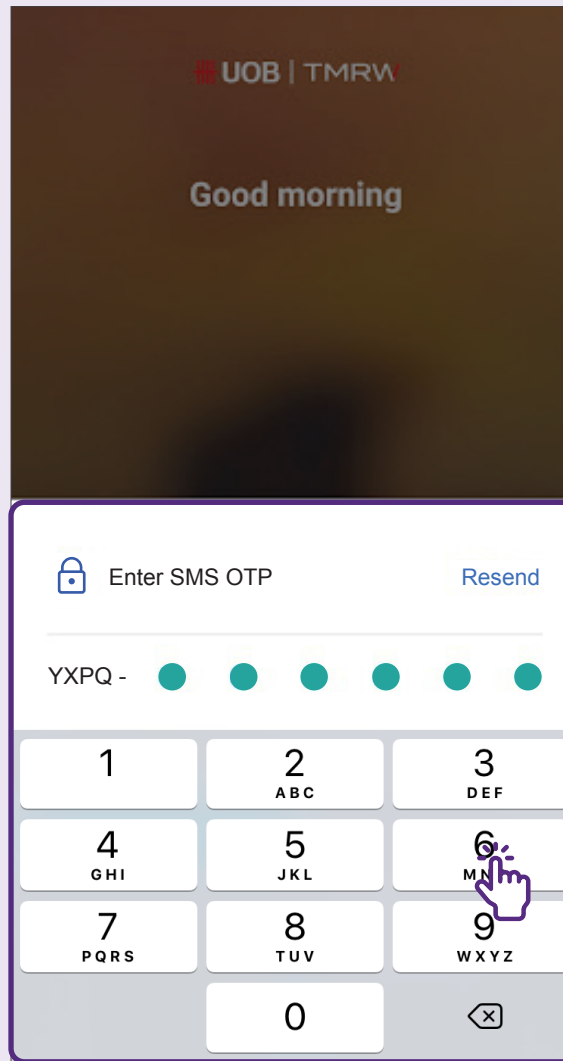 UOB | TMRW
Good morning
Enter SMS OTP Resend
YXPQ -
1 2 3
ABC DEF
4 5 6
GHI JKL MN
7 8 9
PQRS TUV WXYZ
0